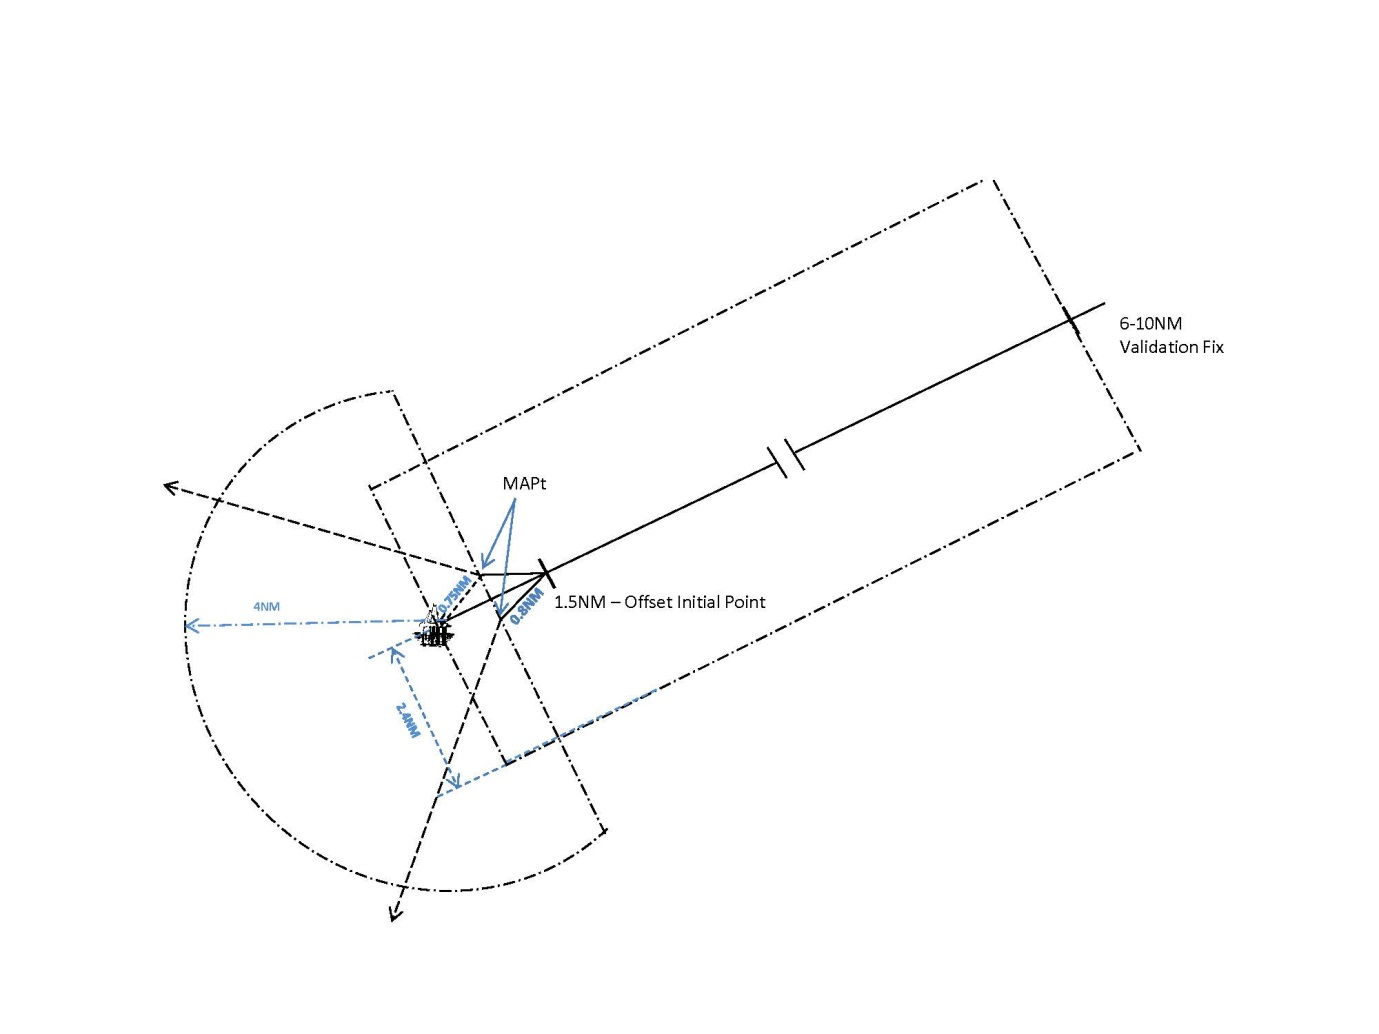 6-10NM
Validation Fix
MAPt
0.75NM
0.8NM
1.5NM – Offset Initial Point
4NM
2.4NM